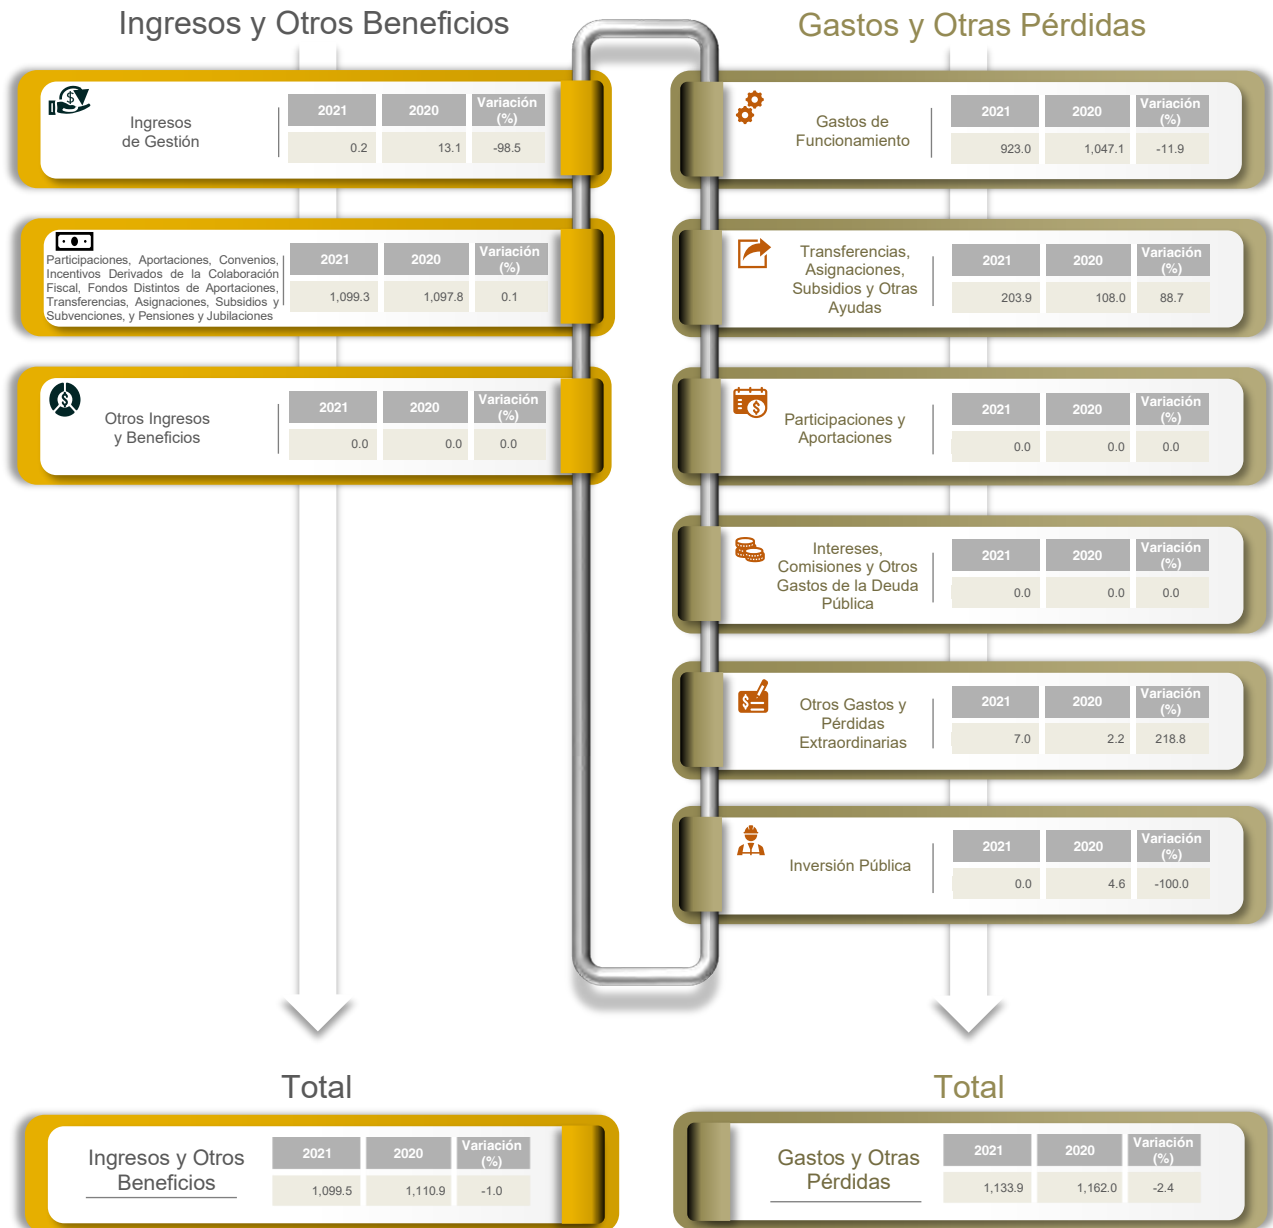 Ingresos y Otros Beneficios
Ingresos
de Gestión
2021 2020 Variación (%)
0.2 13.1 -98.5
Participaciones, Aportaciones, Convenios,
Incentivos Derivados de la Colaboración
Fiscal, Fondos Distintos de Aportaciones,
Transferencias, Asignaciones, Subsidios y
Subvenciones, y Pensiones y Jubilaciones
2021 2020 Variación (%)
1,099.3 1,097.8 0.1
Otros Ingresos
y Beneficios
2021 2020 Variación (%)
0.0 0.0 0.0
Total
Ingresos y Otros
Beneficios
2021 2020 Variación (%)
1,099.5 1,110.9 -1.0
Gastos y Otras Pérdidas
Gastos de
Funcionamiento
2021 2020 Variación (%)
923.0 1,047.1 -11.9
Transferencias,
Asignaciones,
Subsidios y Otras
Ayudas
2021 2020 Variación (%)
203.9 108.0 88.7
Participaciones y
Aportaciones
2021 2020 Variación (%)
0.0 0.0 0.0
Intereses,
Comisiones y Otros
Gastos de la Deuda
Pública
2021 2020 Variación (%)
0.0 0.0 0.0
Otros Gastos y
Pérdidas
Extraordinarias
2021 2020 Variación (%)
7.0 2.2 218.8
Inversión Pública
2021 2020 Variación (%)
0.0 4.6 -100.0
Total
Gastos y Otras
Pérdidas
2021 2020 Variación (%)
1,133.9 1,162.0 -2.4